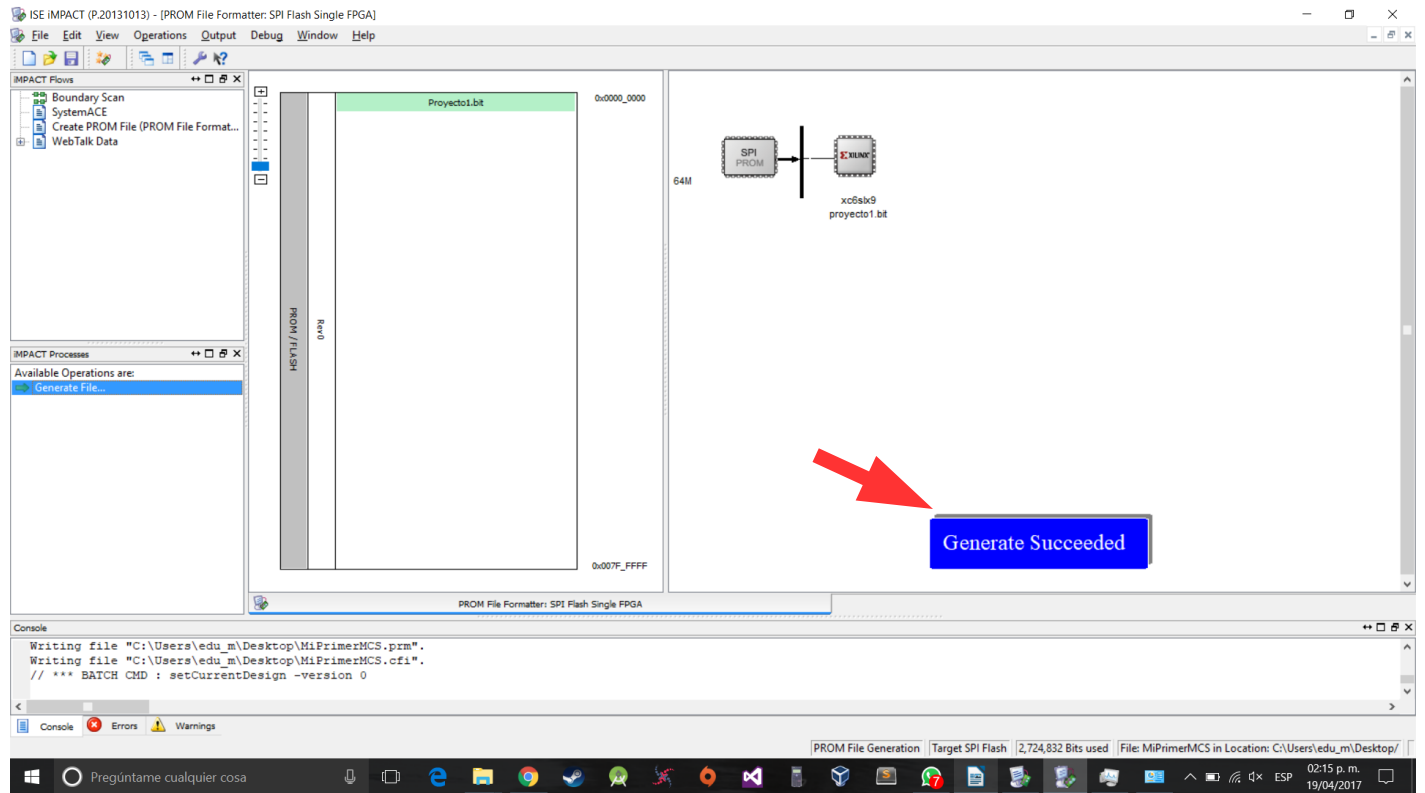 ISE iMPACT (P.20131013) - [PROM File Formatter: SPI Flash Single FPGA]
File Edit View Operations Output Debug Window Help
iMPACT Flows
Boundary Scan
SystemACE
Create PROM File (PROM File Format...
WebTalk Data
iMPACT Processes
Available Operations are:
Generate File...
PROM / FLASH
Rev0
Proyecto1.bit
0x0000_0000
64M
0x007F_FFFF
SPI
PROM
XILINX
xc6slx9
proyecto1.bit
Generate Succeeded
PROM File Formatter: SPI Flash Single FPGA
Console
Writing file "C:\Users\edu_m\Desktop\MiPrimerMCS.prm".
Writing file "C:\Users\edu_m\Desktop\MiPrimerMCS.cfi".
// *** BATCH CMD : setCurrentDesign -version 0
Console Errors Warnings
PROM File Generation Target SPI Flash 2,724,832 Bits used File: MiPrimerMCS in Location: C:\Users\edu_m\Desktop/
Pregúntame cualquier cosa
7
ESP
02:15 p. m.
19/04/2017